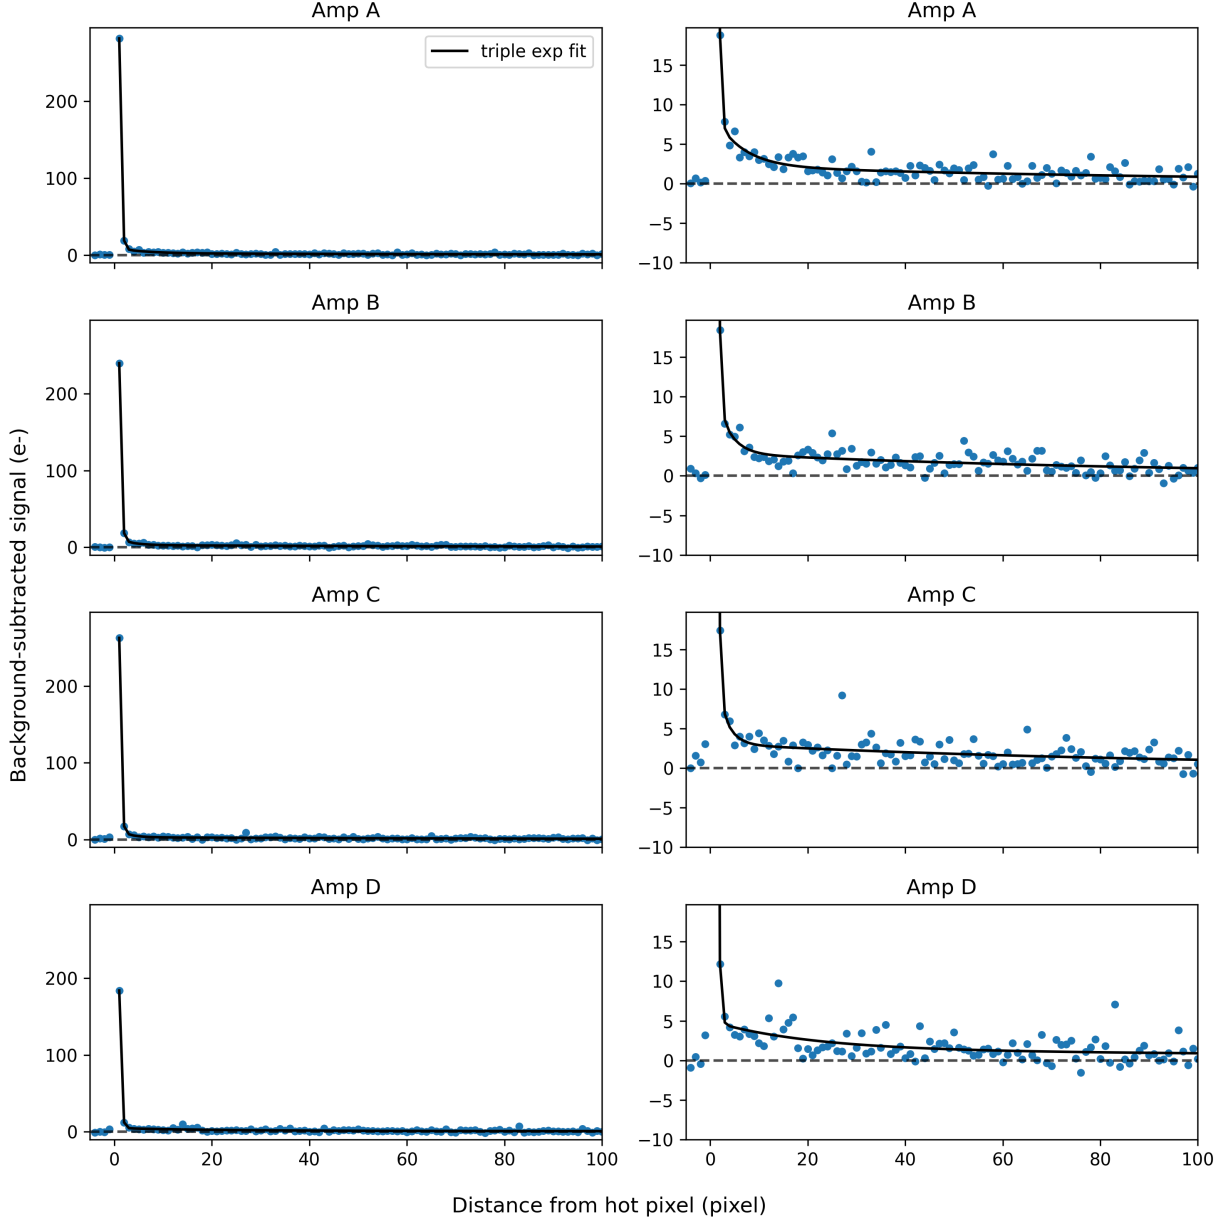 Amp A
Amp A
triple exp fit
200
100
0
15
10
5
0
−5
−10
Amp B
Amp B
200
100
0
15
10
5
0
−5
−10
Amp C
Amp C
200
100
0
15
10
5
0
−5
−10
Amp D
Amp D
200
100
0
15
10
5
0
−5
−10
0 20 40 60 80 100
0 20 40 60 80 100
Background-subtracted signal (e-)
Distance from hot pixel (pixel)